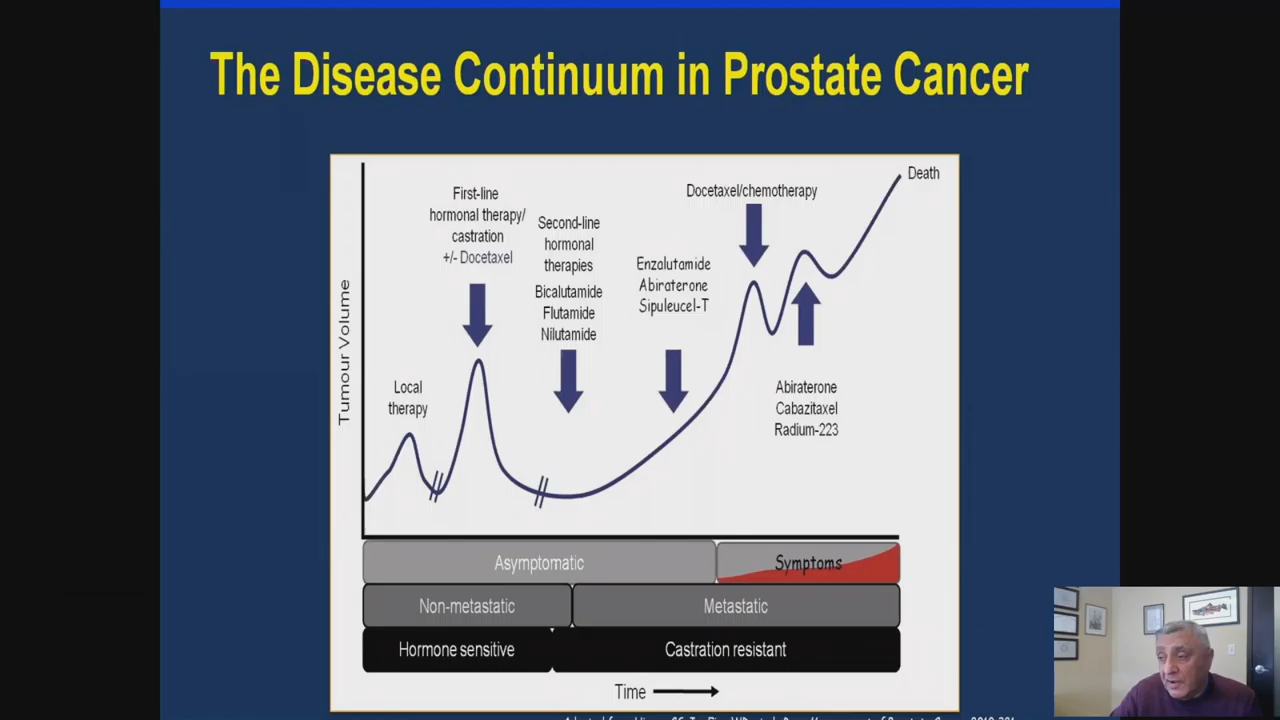 The Disease Continuum in Prostate Cancer
Death
Docetaxel/chemotherapy
First-line
hormonal therapy/
castration
+/- Docetaxel
Second-line
hormonal
therapies
Bicalutamide
Flutamide
Nilutamide
Enzalutamide
Abiraterone
Sipuleucel-T
Local
therapy
Abiraterone
Cabazitaxel
Radium-223
Tumour Volume
Asymptomatic
Symptoms
Non-metastatic
Metastatic
Hormone sensitive
Castration resistant
Time